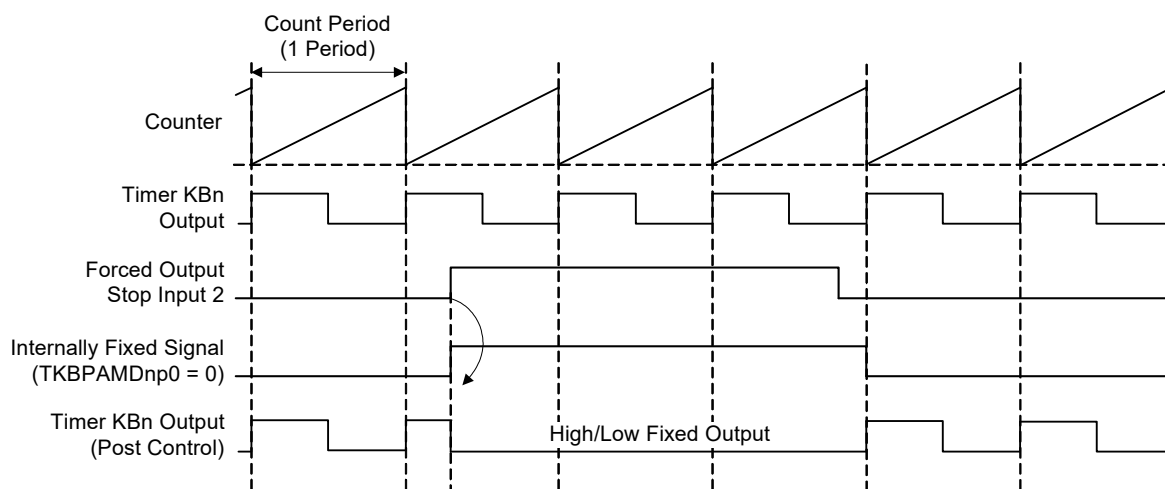 Count Period
(1 Period)
Counter
Timer KBn
Output
Forced Output
Stop Input 2
Internally Fixed Signal
(TKBPAMDnp0 = 0)
Timer KBn Output
(Post Control)
High/Low Fixed Output